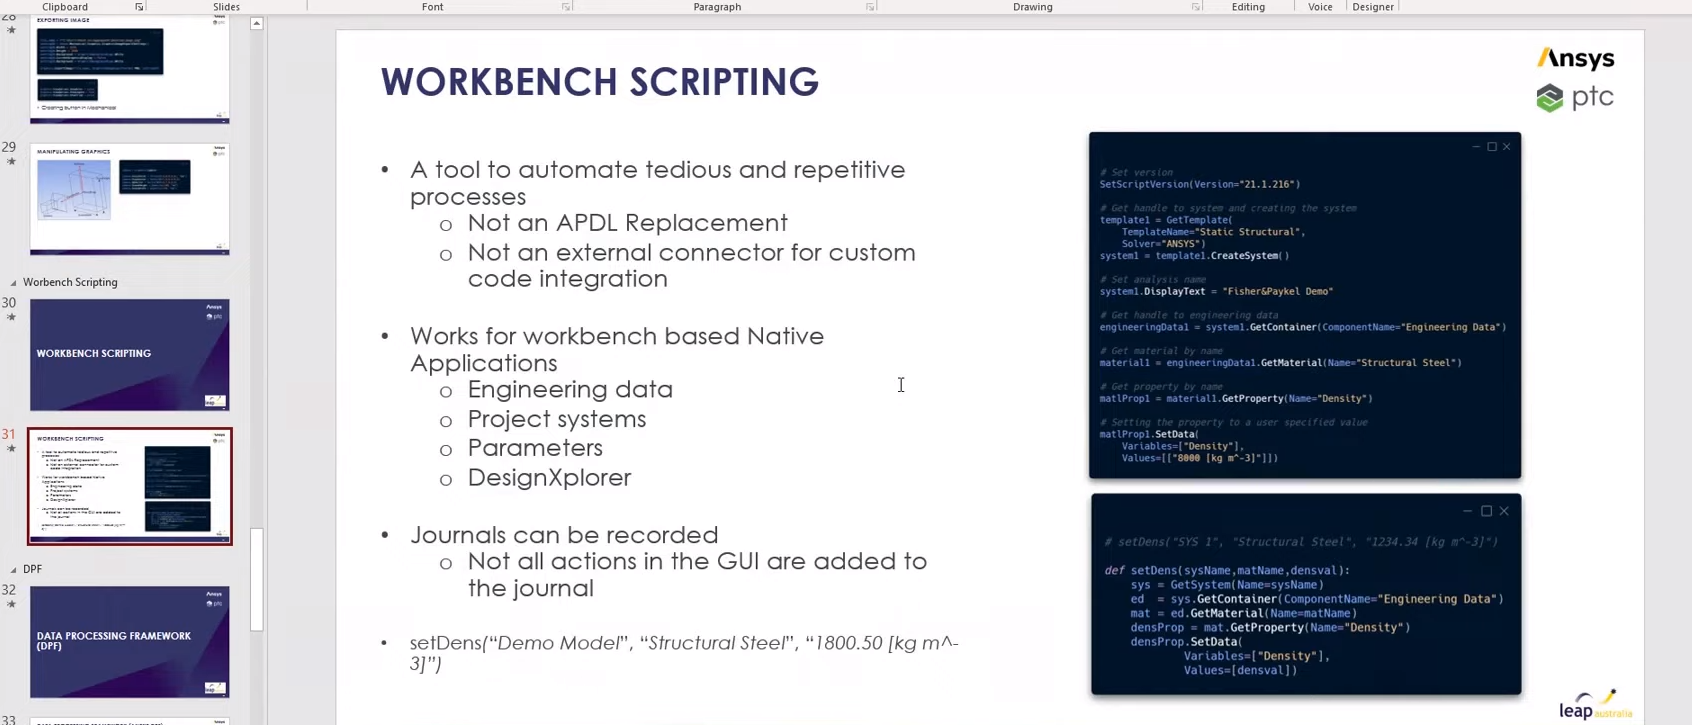 Clipboard
Slides
Font
Paragraph
Drawing
Editing
Voice
Designer
28
EXPORTING IMAGE
29
MANIPULATING GRAPHICS
Worbench Scripting
30
WORKBENCH SCRIPTING
31
WORKBENCH SCRIPTING
DPF
32
DATA PROCESSING FRAMEWORK
(DPF)
33
WORKBENCH SCRIPTING
Ansys
ptc
• A tool to automate tedious and repetitive
processes
o Not an APDL Replacement
o Not an external connector for custom
code integration
• Works for workbench based Native
Applications
o Engineering data
o Project systems
o Parameters
o DesignXplorer
• Journals can be recorded
o Not all actions in the GUI are added to
the journal
• setDens(“Demo Model”, “Structural Steel”, “1800.50 [kg m^-
3]”)
# Set version
SetScriptVersion(Version="21.1.216")
# Get handle to system and creating the system
template1 = GetTemplate(
TemplateName="Static Structural",
Solver="ANSYS")
system1 = template1.CreateSystem()
# Set analysis name
system1.DisplayText = "Fisher&Paykel Demo"
# Get handle to engineering data
engineeringData1 = system1.GetContainer(ComponentName="Engineering Data")
# Get material by name
material1 = engineeringData1.GetMaterial(Name="Structural Steel")
# Get property by name
matlProp1 = material1.GetProperty(Name="Density")
# Setting the property to a user specified value
matlProp1.SetData(
Variables=["Density"],
Values=[["8000 [kg m^-3]"]])
# setDens("SYS 1", "Structural Steel", "1234.34 [kg m^-3]")
def setDens(sysName,matName,densval):
sys = GetSystem(Name=sysName)
ed = sys.GetContainer(ComponentName="Engineering Data")
mat = ed.GetMaterial(Name=matName)
densProp = mat.GetProperty(Name="Density")
densProp.SetData(
Variables=["Density"],
Values=[densval])
leap australia